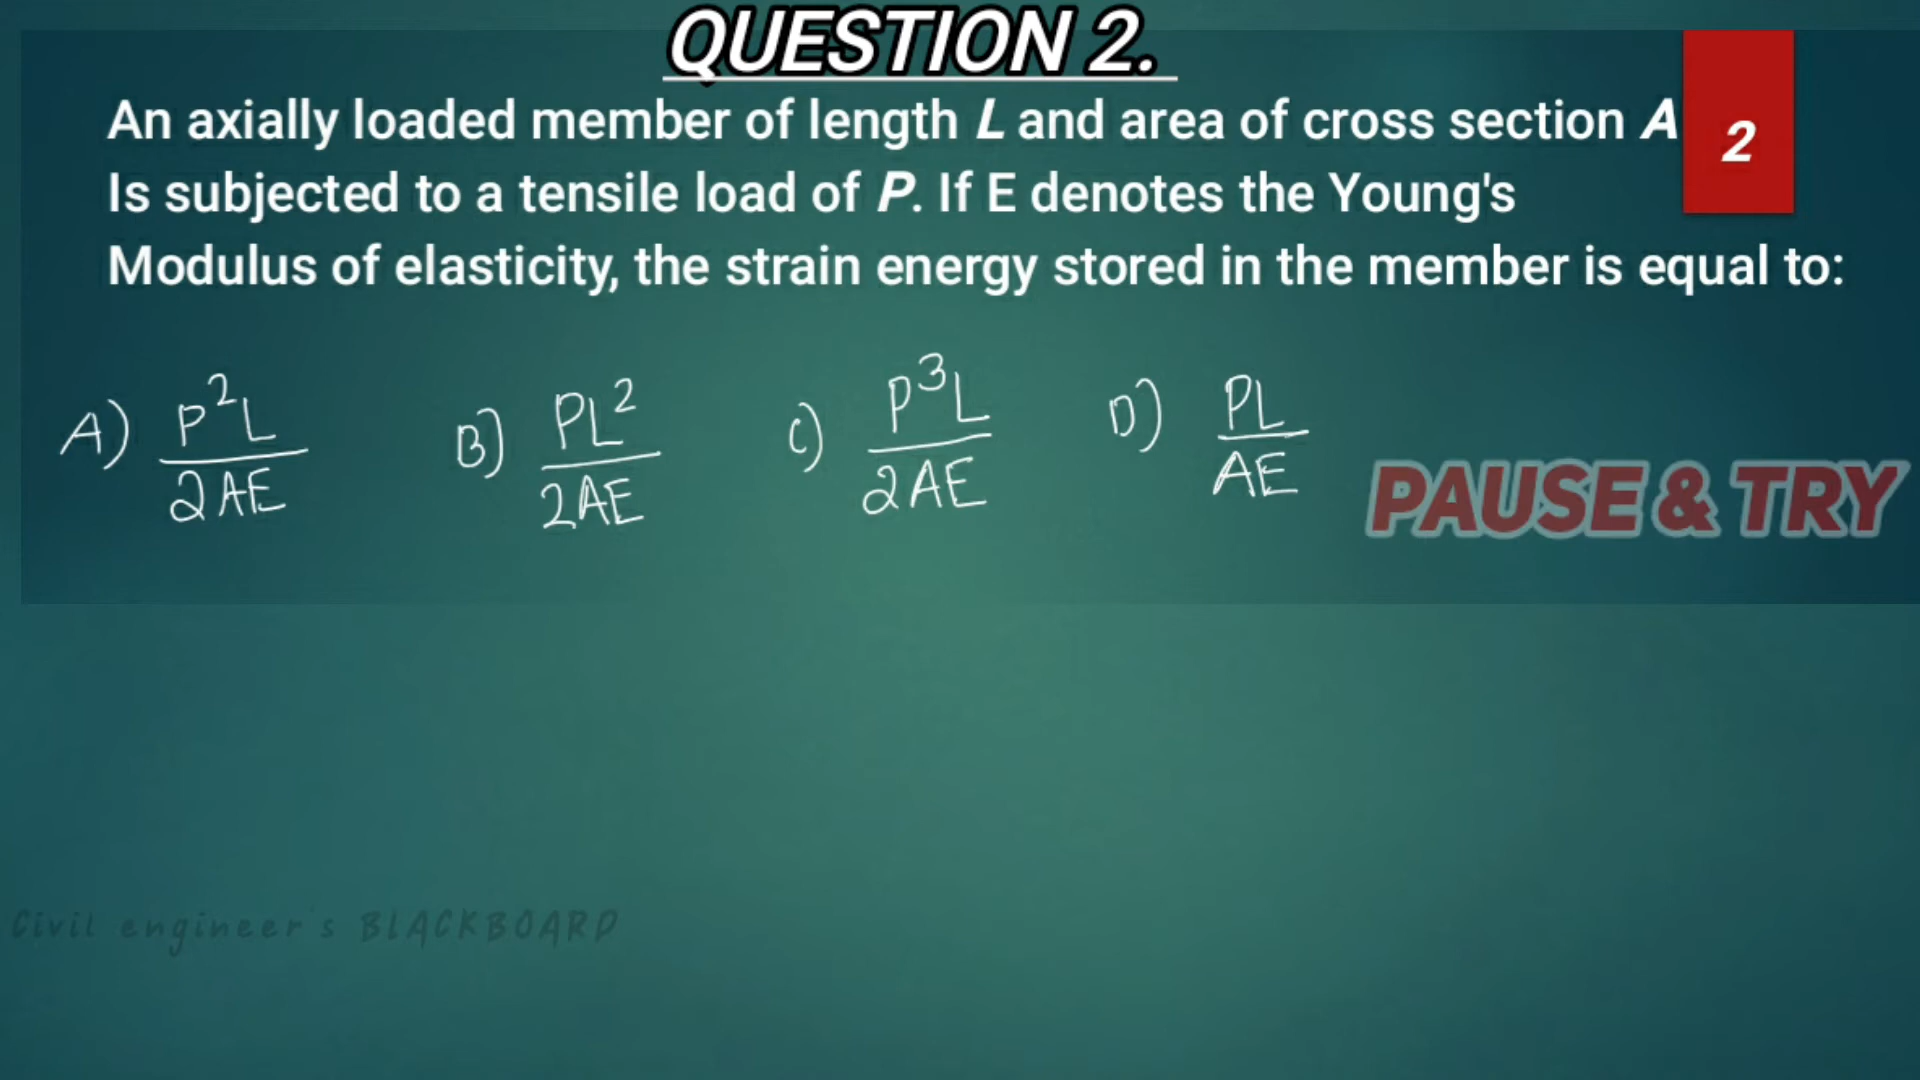 QUESTION 2.
An axially loaded member of length L and area of cross section A
2
Is subjected to a tensile load of P. If E denotes the Young's
Modulus of elasticity, the strain energy stored in the member is equal to:
A) P²L/2AE B) PL²/2AE C) P³L/2AE D) PL/AE
PAUSE & TRY
Civil engineer's BLACKBOARD